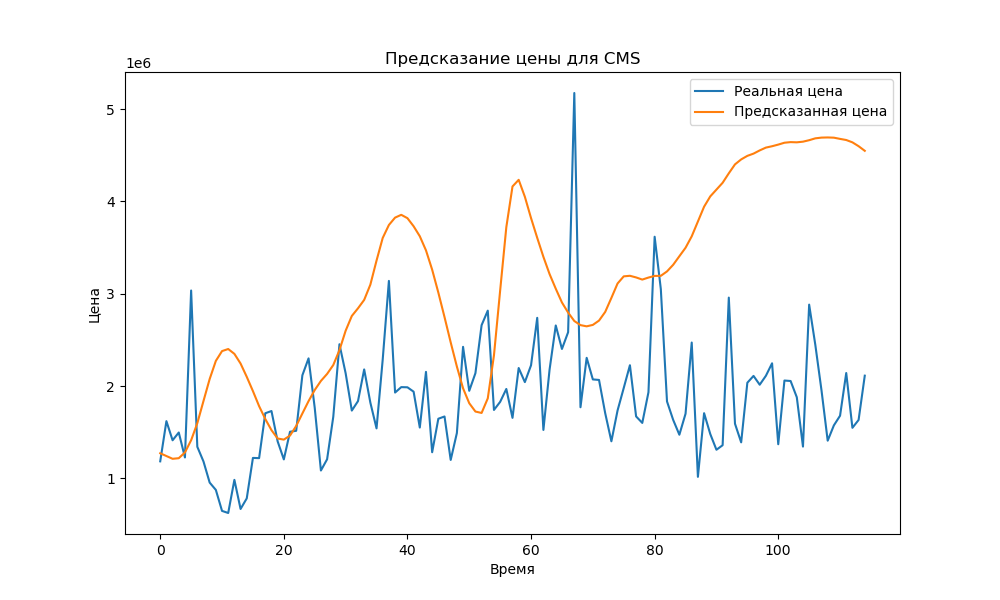 Предсказание цены для CMS
1e6
Реальная цена
Предсказанная цена
5
4
3
2
1
Цена
0 20 40 60 80 100
Время